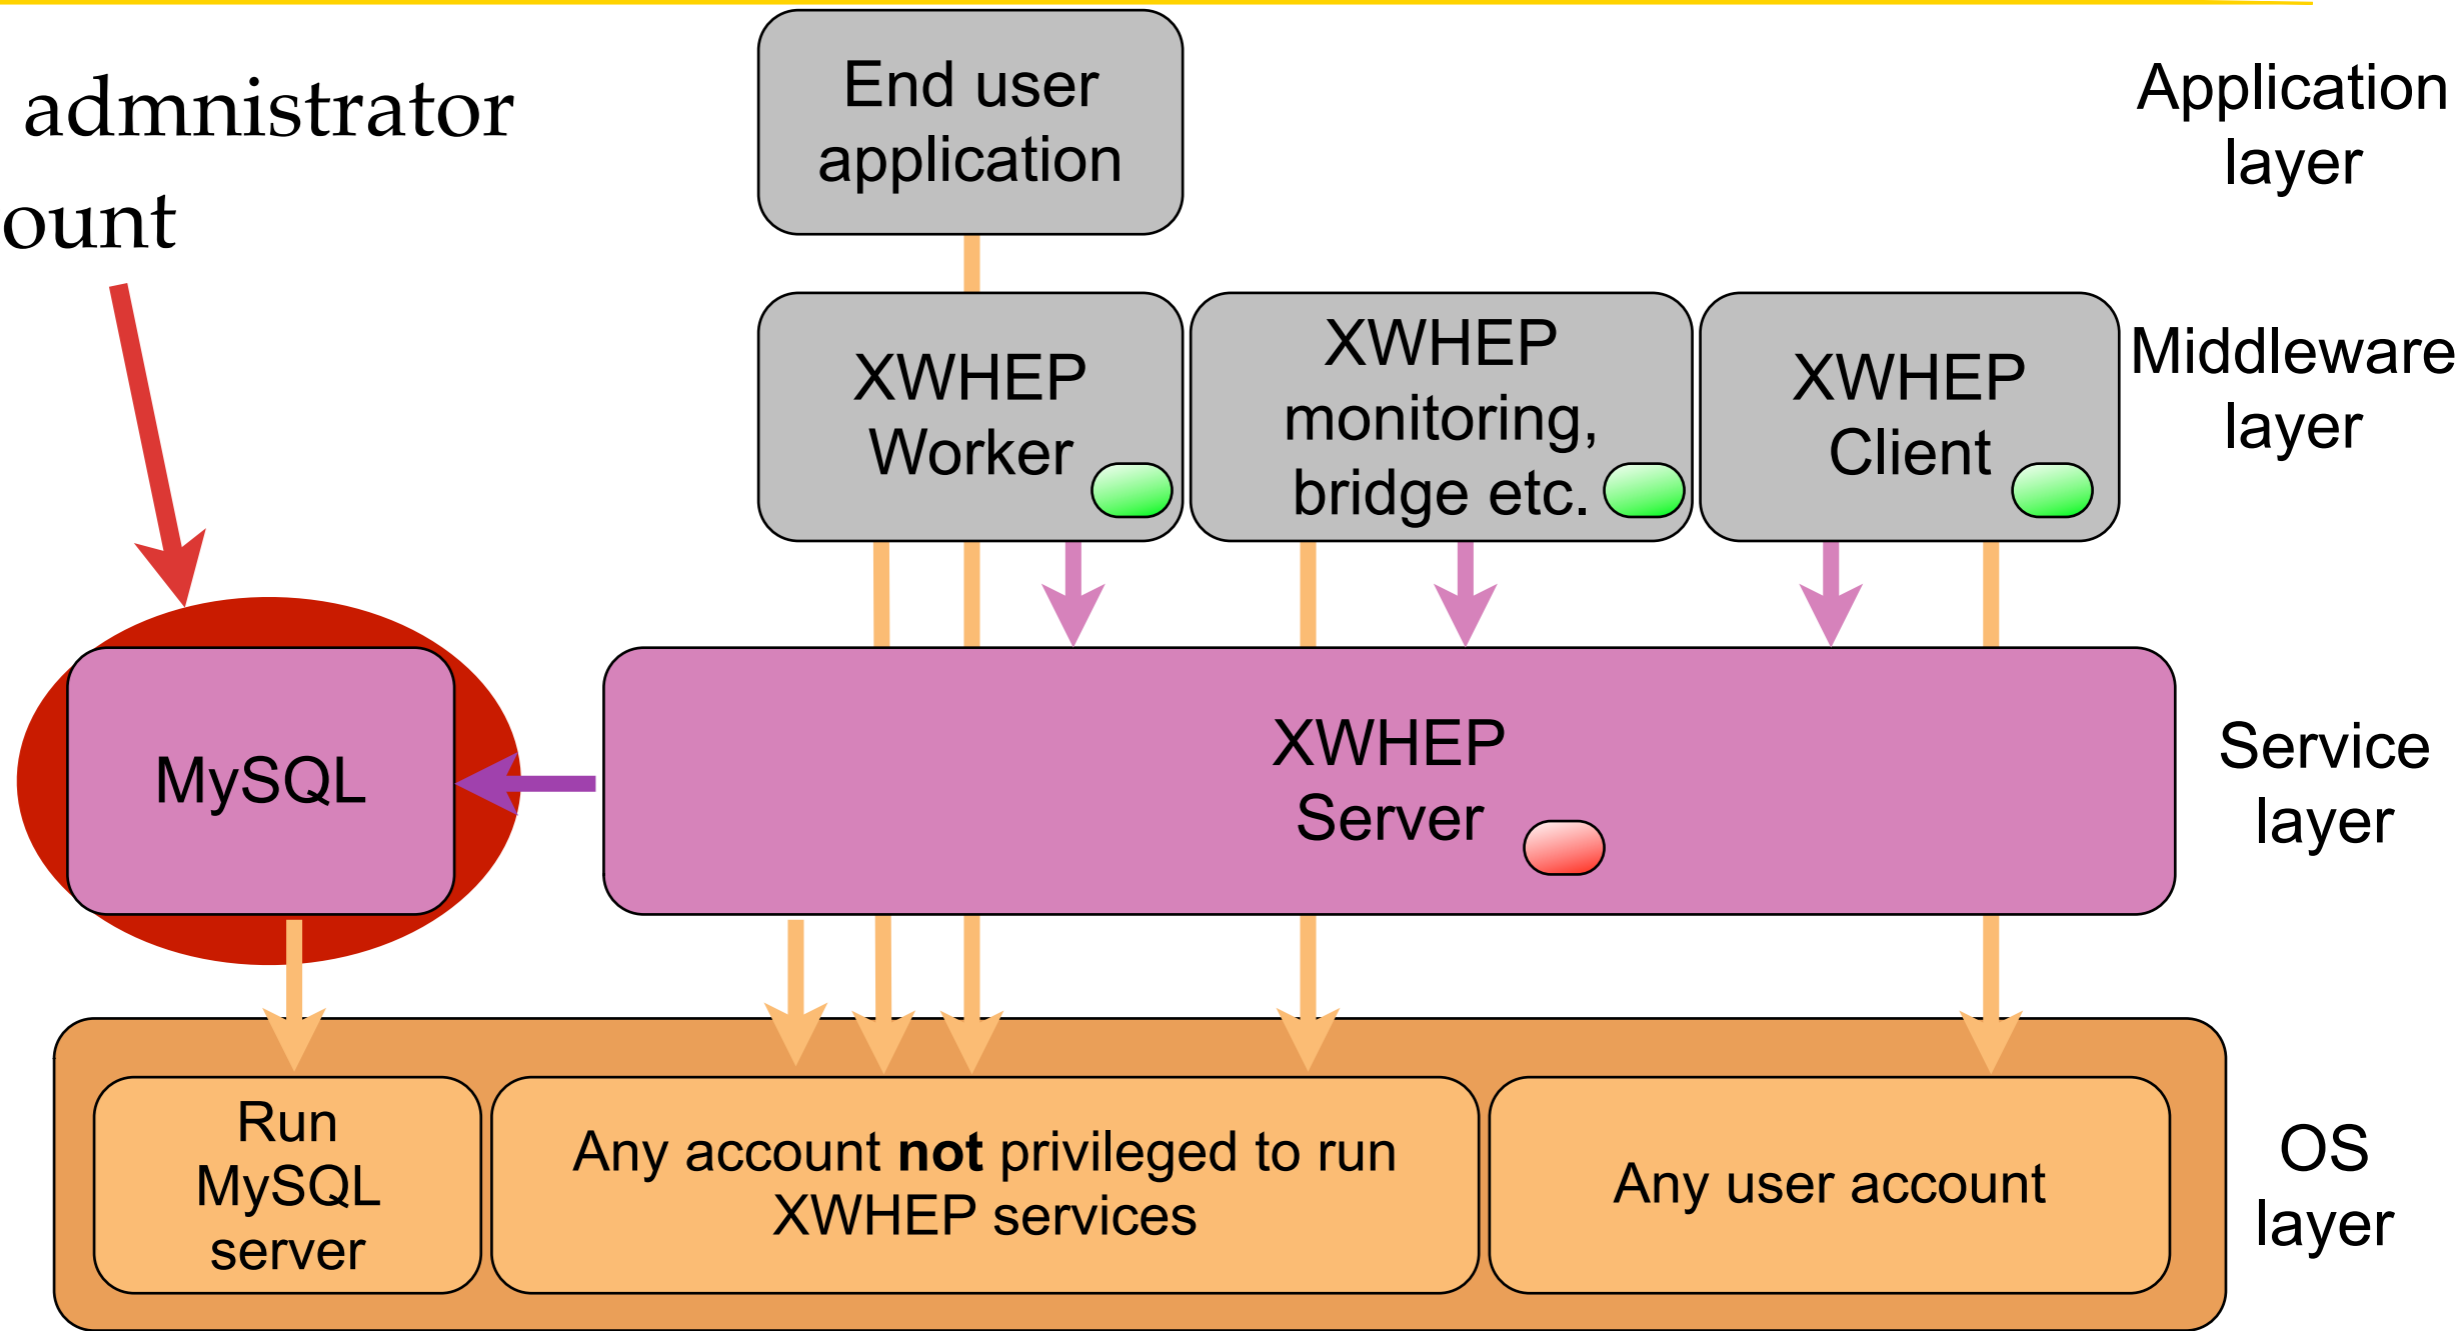 admnistrator
ount
End user
application
Application
layer
XWHEP
Worker
XWHEP
monitoring,
bridge etc.
XWHEP
Client
Middleware
layer
MySQL
XWHEP
Server
Service
layer
Run
MySQL
server
Any account not privileged to run
XWHEP services
Any user account
OS
layer